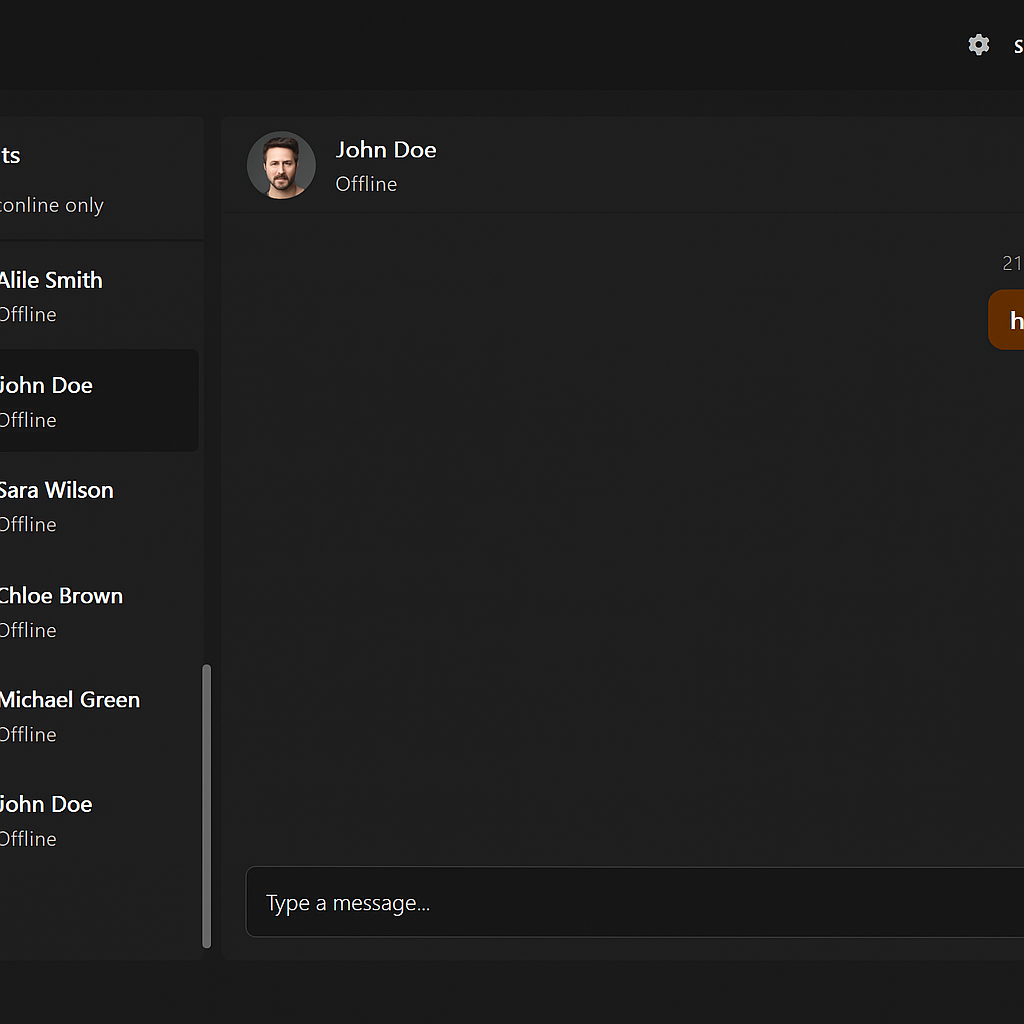 ts
online only
Alile Smith
Offline
John Doe
Offline
Sara Wilson
Offline
Chloe Brown
Offline
Michael Green
Offline
John Doe
Offline
John Doe
Offline
21
h
Type a message...